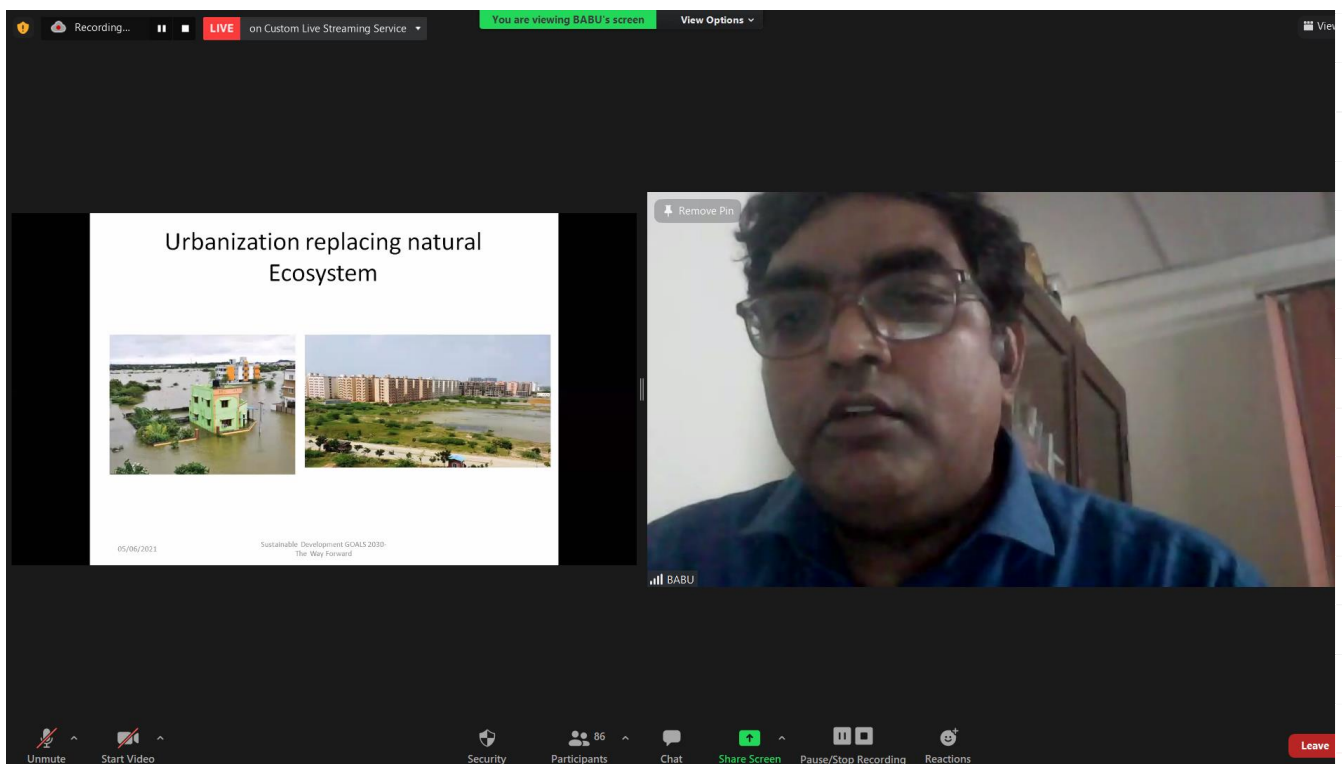 Recording...
LIVE
on Custom Live Streaming Service
You are viewing BABU's screen
View Options
View
Urbanization replacing natural
Ecosystem
05/06/2021
Sustainable Development GOALS 2030-
The Way Forward
Remove Pin
BABU
Unmute
Start Video
Security
86
Participants
Chat
Share Screen
Pause/Stop Recording
Reactions
Leave